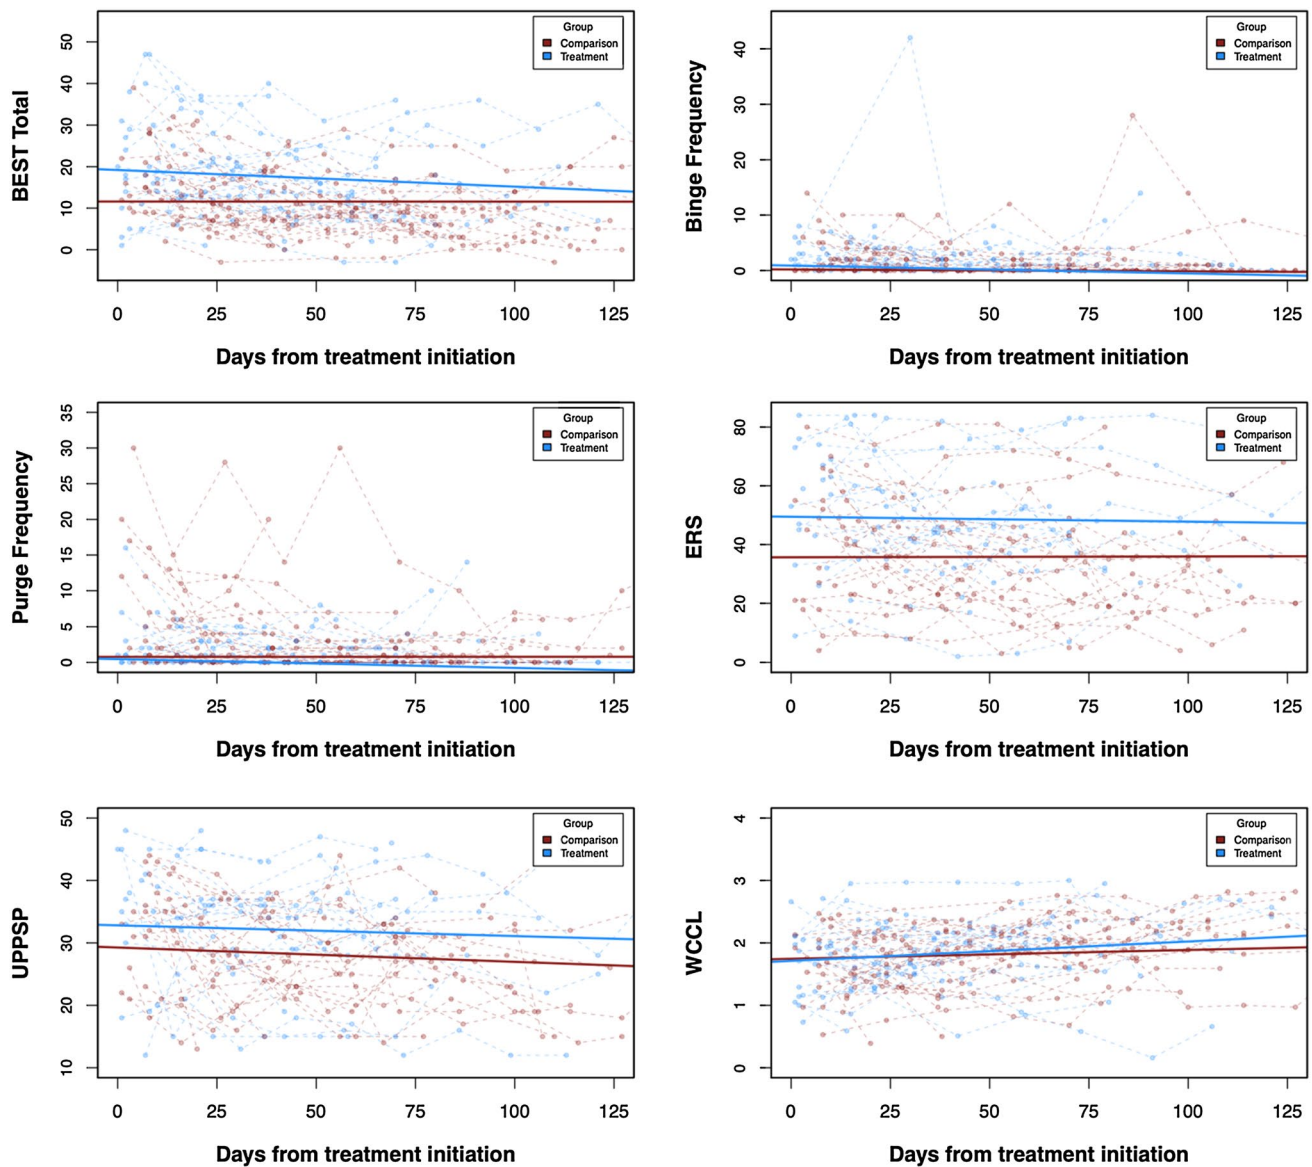 BEST Total
50
40
30
20
10
0
Group
Comparison
Treatment
0 25 50 75 100 125
Days from treatment initiation
Binge Frequency
40
30
20
10
0
Group
Comparison
Treatment
0 25 50 75 100 125
Days from treatment initiation
Purge Frequency
35
30
25
20
15
10
5
0
Group
Comparison
Treatment
0 25 50 75 100 125
Days from treatment initiation
ERS
80
60
40
20
0
Group
Comparison
Treatment
0 25 50 75 100 125
Days from treatment initiation
UPPSP
50
40
30
20
10
Group
Comparison
Treatment
0 25 50 75 100 125
Days from treatment initiation
WCCL
4
3
2
1
0
Group
Comparison
Treatment
0 25 50 75 100 125
Days from treatment initiation